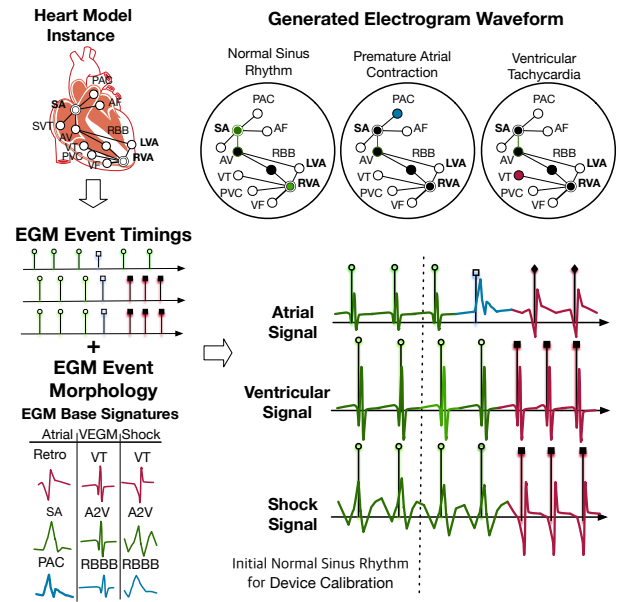 Heart Model
Instance
PAC
SA
AF
SVT
AV
RBB
LVA
VT
PVC
RVA
VF
Generated Electrogram Waveform
Normal Sinus
Rhythm
Premature Atrial
Contraction
Ventricular
Tachycardia
PAC
SA
AF
AV
RBB
LVA
VT
RVA
PVC
VF
PAC
SA
AF
AV
RBB
LVA
VT
RVA
PVC
VF
PAC
SA
AF
AV
RBB
LVA
VT
RVA
PVC
VF
EGM Event Timings
+
EGM Event
Morphology
EGM Base Signatures
Atrial VEGM Shock
Retro VT VT
SA A2V A2V
PAC RBBB RBBB
Atrial
Signal
Ventricular
Signal
Shock
Signal
Initial Normal Sinus Rhythm
for Device Calibration